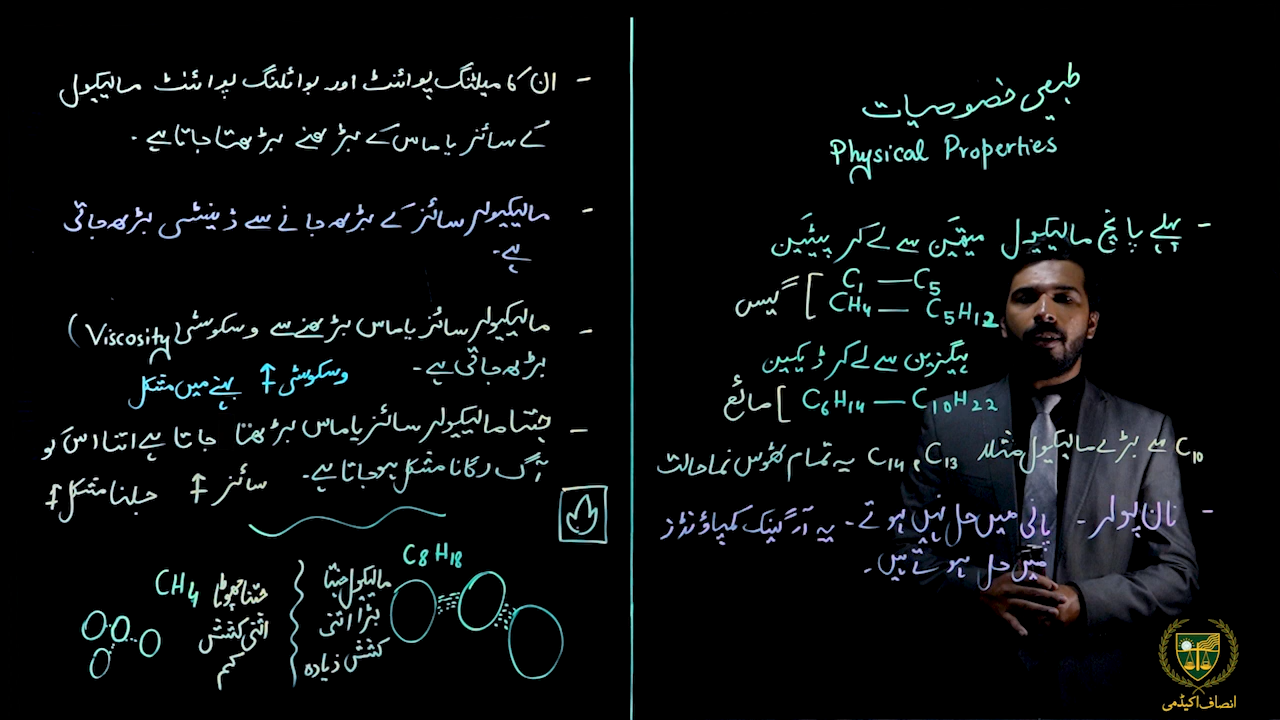 طبعی خصوصیات
Physical Properties
- پہلے پانچ مالیکیول میتھین سے لے کر پینٹین
C₁ — C₅
گیس [ CH₄ — C₅H₁₂
ہیگزین سے لے کر ڈیکین
مائع [ C₆H₁₄ — C₁₀H₂₂
C₁₀ سے بڑے مالیکیول مثلاً C₁₃ , C₁₄ یہ تمام ٹھوس نما حالت
- نان پولر - پانی میں حل نہیں ہوتے - یہ آرگینک کمپاؤنڈز
میں حل ہوتے ہیں -
- ان کا میلٹنگ پوائنٹ اور بوائلنگ پوائنٹ مالیکیول
کے سائز یا ماس کے بڑھنے بڑھتا جاتا ہے -
- مالیکیولر سائز کے بڑھ جانے سے ڈینسٹی بڑھ جاتی
ہے -
- مالیکیولر سائز یا ماس بڑھنے سے وسکوسٹی (Viscosity)
بڑھ جاتی ہے -
وسکوسٹی ↑ بہنے میں مشکل
- جتنا مالیکیولر سائز یا ماس بڑھتا جاتا ہے اتنا اس کو
آگ لگانا مشکل ہو جاتا ہے -
سائز ↑ جلنا مشکل ↑
C₈H₁₈
مالیکیول جتنا
بڑا اتنی
کشش زیادہ
CH₄ جتنا چھوٹا
اتنی کشش
کم
انصاف اکیڈمی